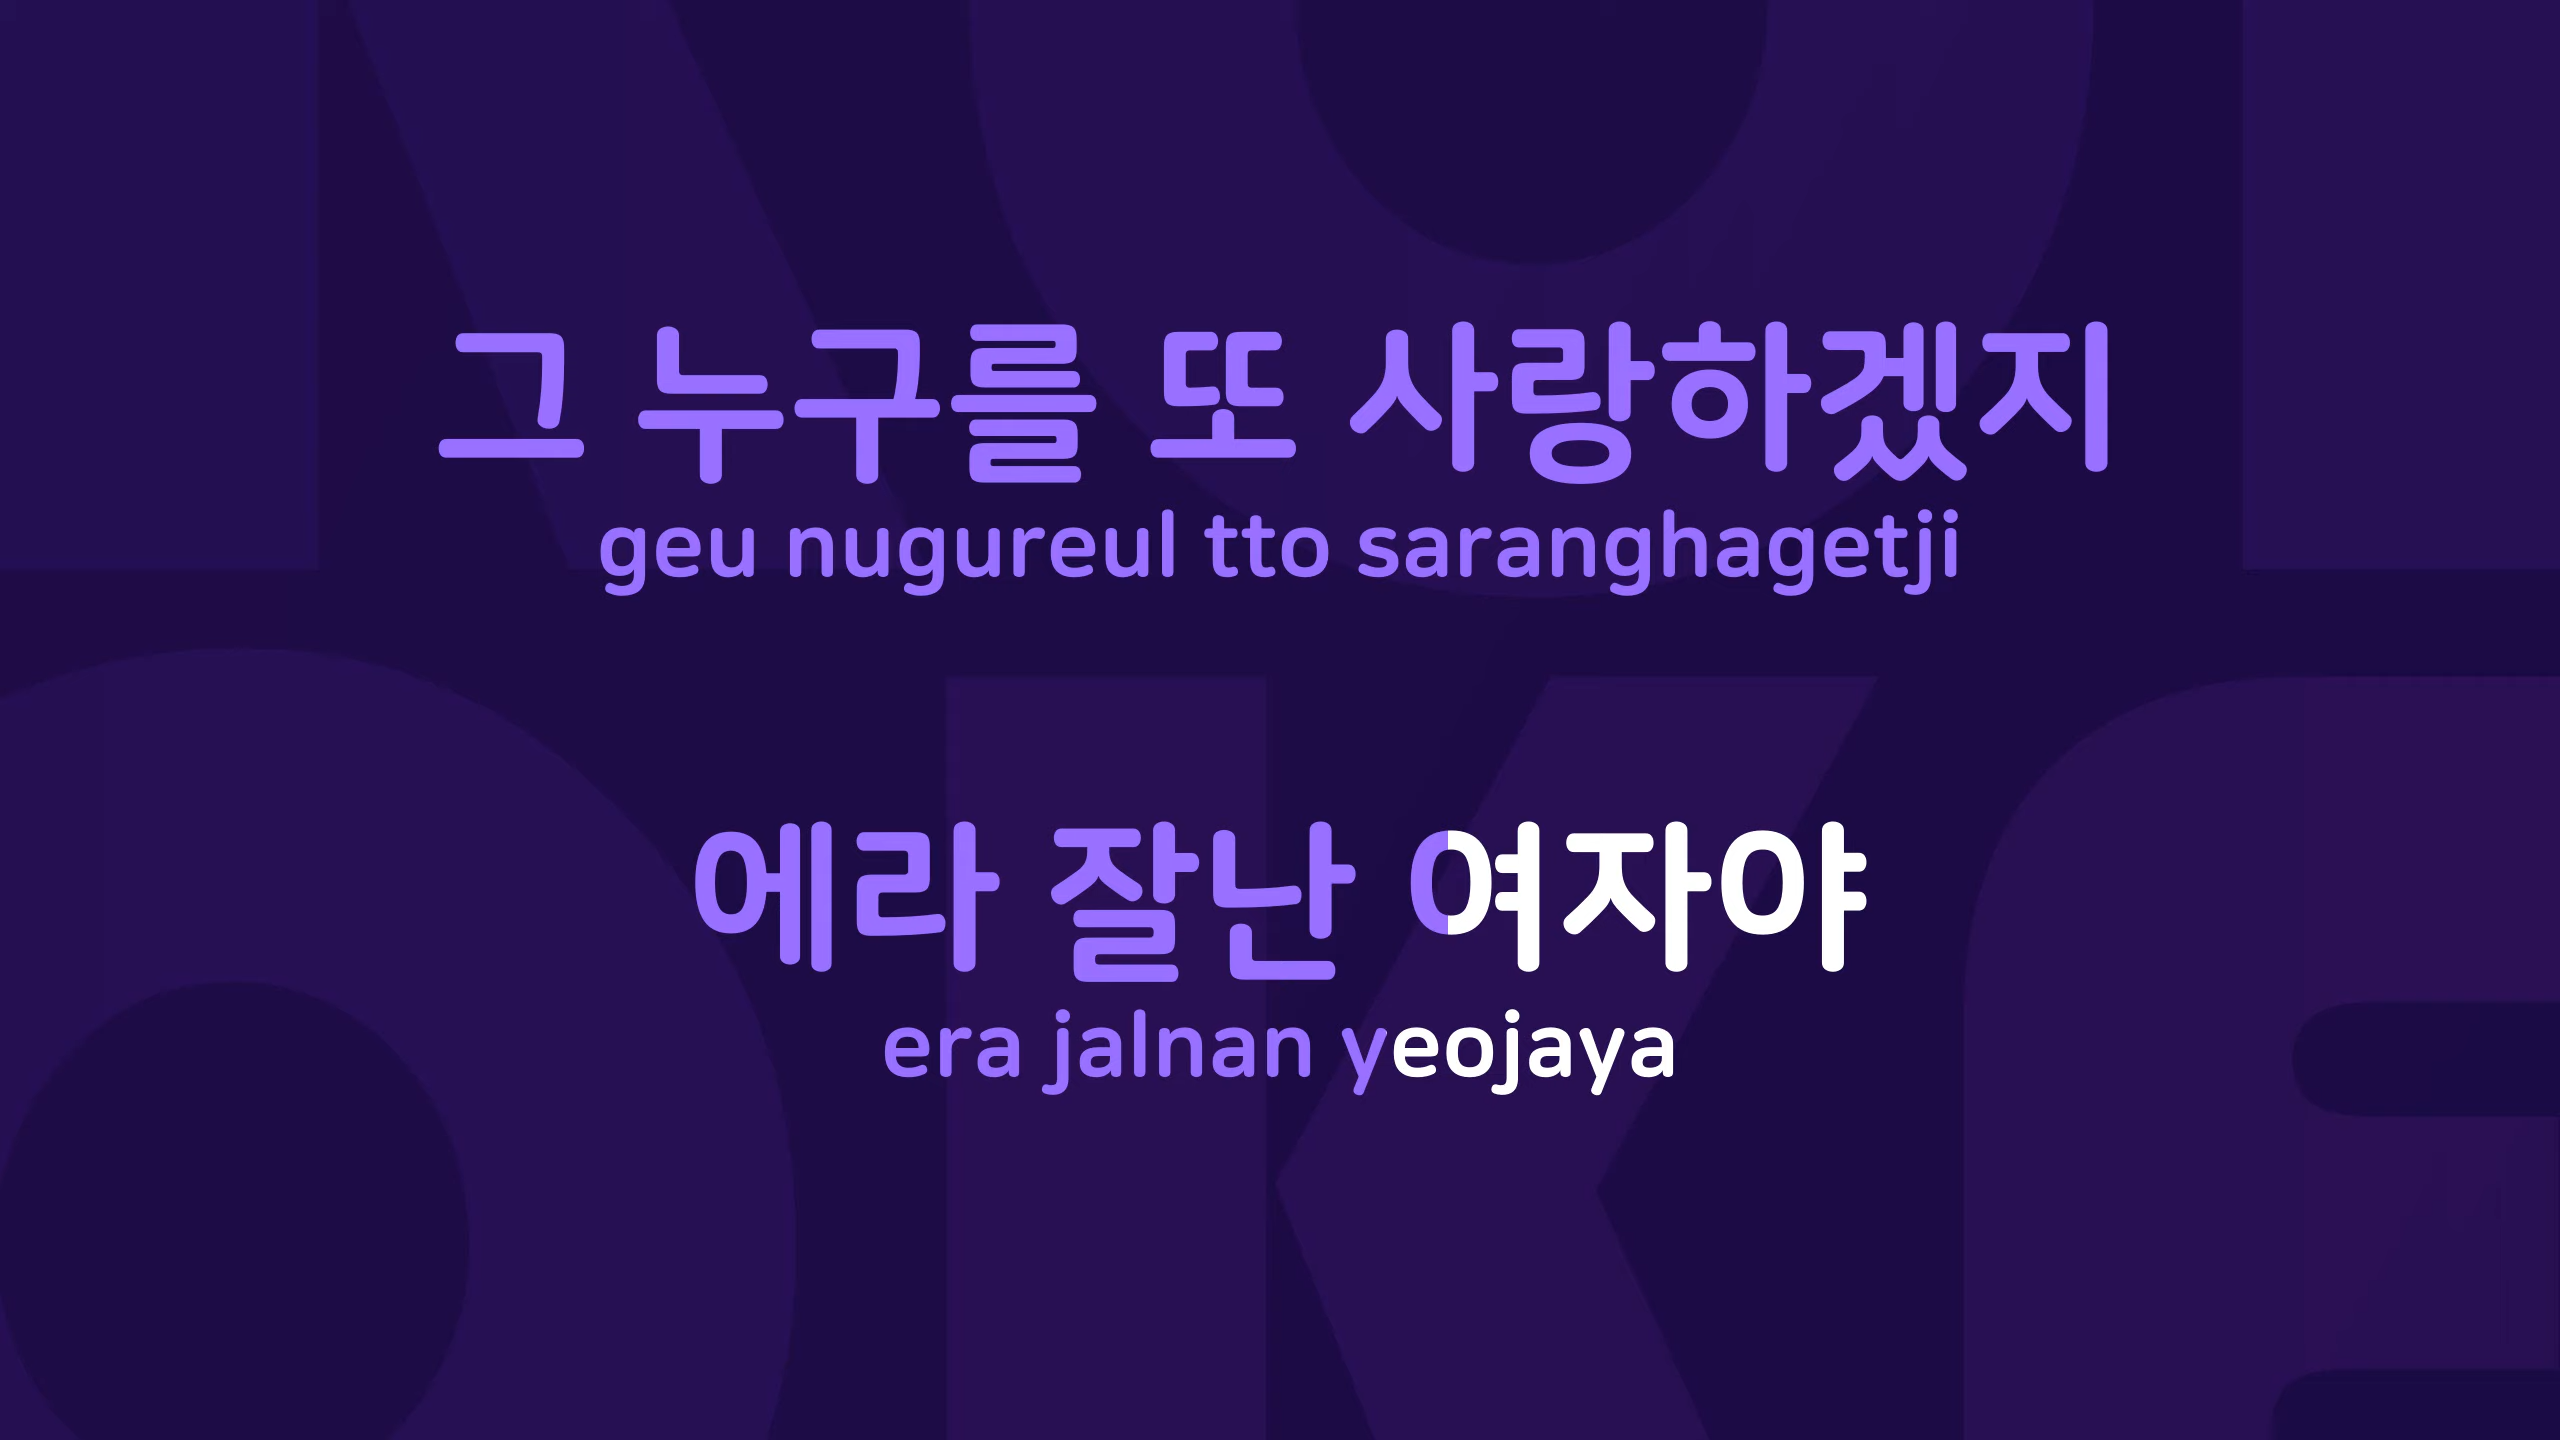 그 누구를 또 사랑하겠지
geu nugureul tto saranghagetji
에라 잘난 여자야
era jalnan yeojaya